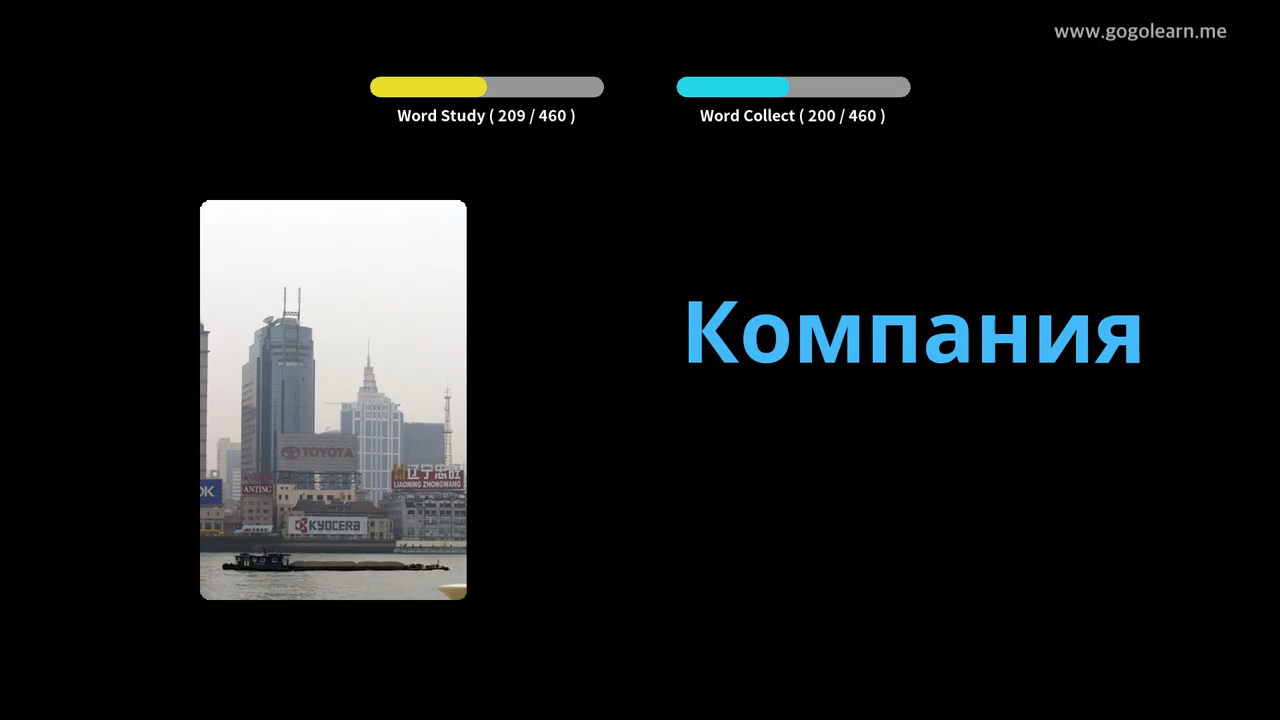 www.gogolearn.me
Word Study ( 209 / 460 )
Word Collect ( 200 / 460 )
Компания
TOYOTA
辽宁忠旺
LIAONING ZHONGWANG
ANTING
KYOCERA